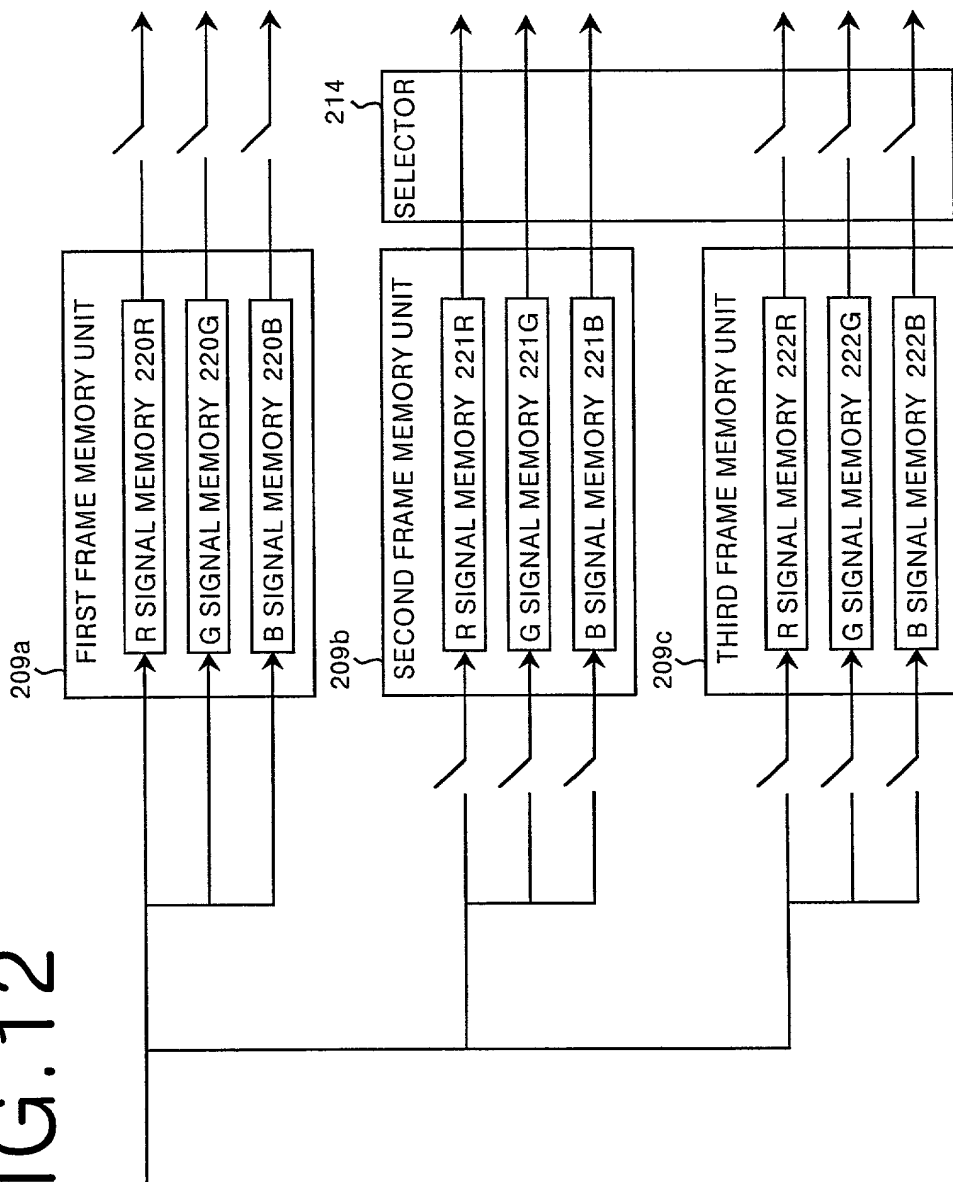 IG.12
209a
FIRST FRAME MEMORY UNIT
R SIGNAL MEMORY 220R
G SIGNAL MEMORY 220G
B SIGNAL MEMORY 220B
209b
SECOND FRAME MEMORY UNIT
R SIGNAL MEMORY 221R
G SIGNAL MEMORY 221G
B SIGNAL MEMORY 221B
214
SELECTOR
209c
THIRD FRAME MEMORY UNIT
R SIGNAL MEMORY 222R
G SIGNAL MEMORY 222G
B SIGNAL MEMORY 222B